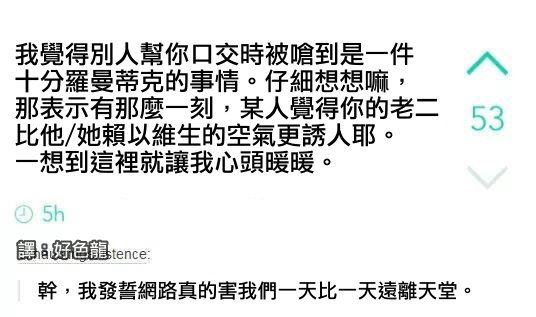 我覺得別人幫你口交時被嗆到是一件
十分羅曼蒂克的事情。仔細想想嘛，
那表示有那麼一刻，某人覺得你的老二
比他/她賴以維生的空氣更誘人耶。
一想到這裡就讓我心頭暖暖。
53
5h
譯：好色龍
stence:
幹，我發誓網路真的害我們一天比一天遠離天堂。